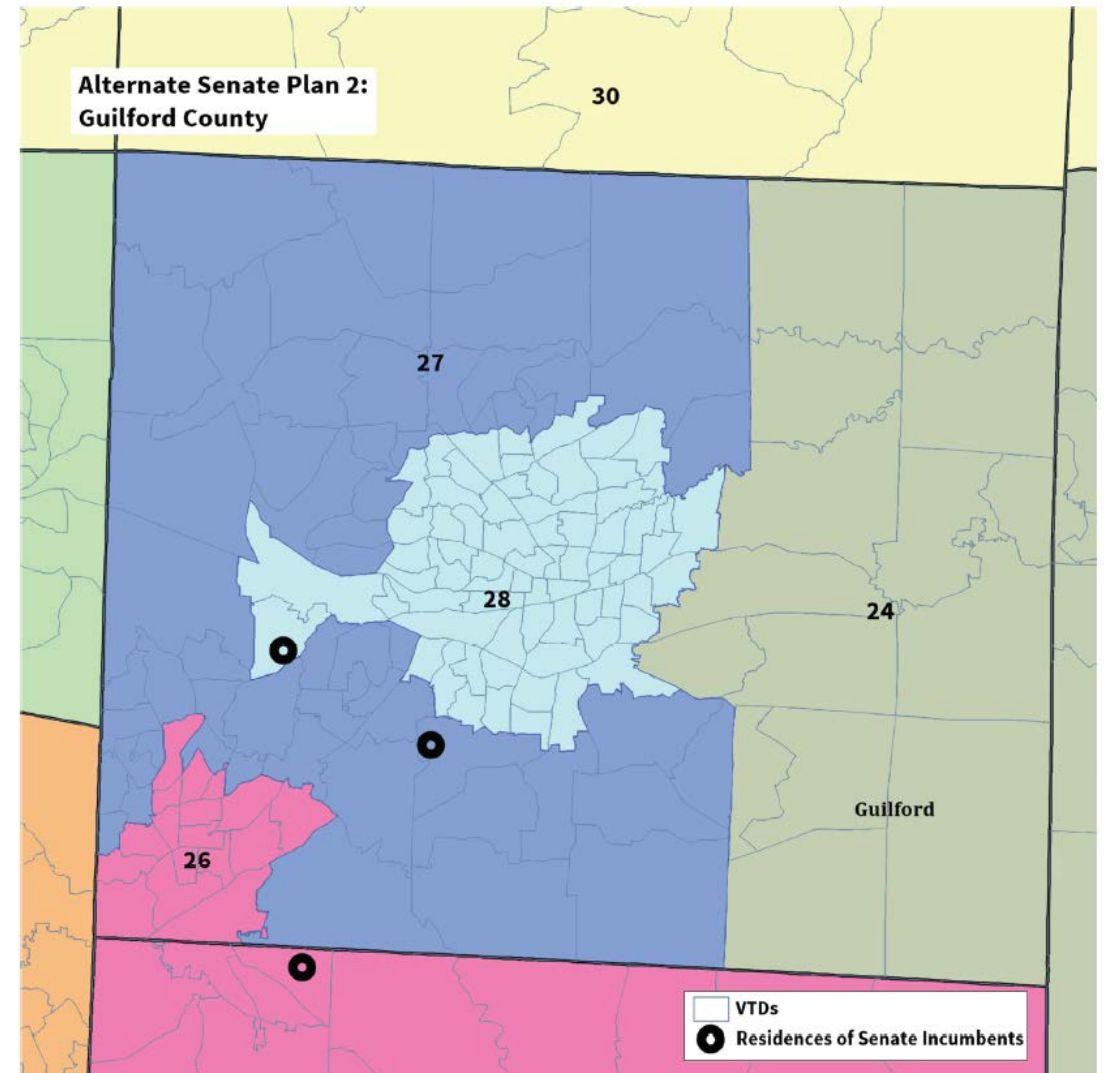 Alternate Senate Plan 2:
Guilford County
30
27
28
24
Guilford
26
VTDs
Residences of Senate Incumbents